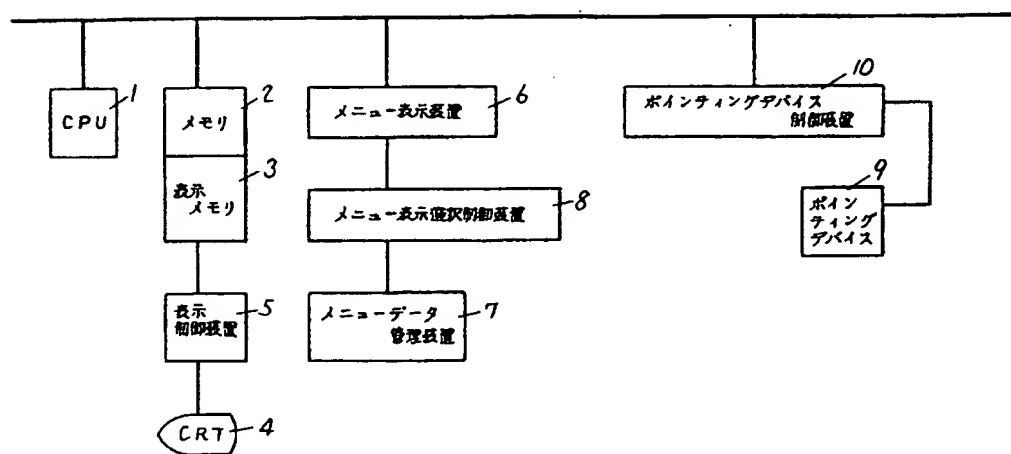 1
CPU
2
メモリ
3
表示
メモリ
5
表示
制御装置
CRT
4
6
メニュー表示装置
8
メニュー表示選択制御装置
メニューデータ
管理装置
7
10
ポインティングデバイス
制御装置
9
ポイン
ティング
デバイス